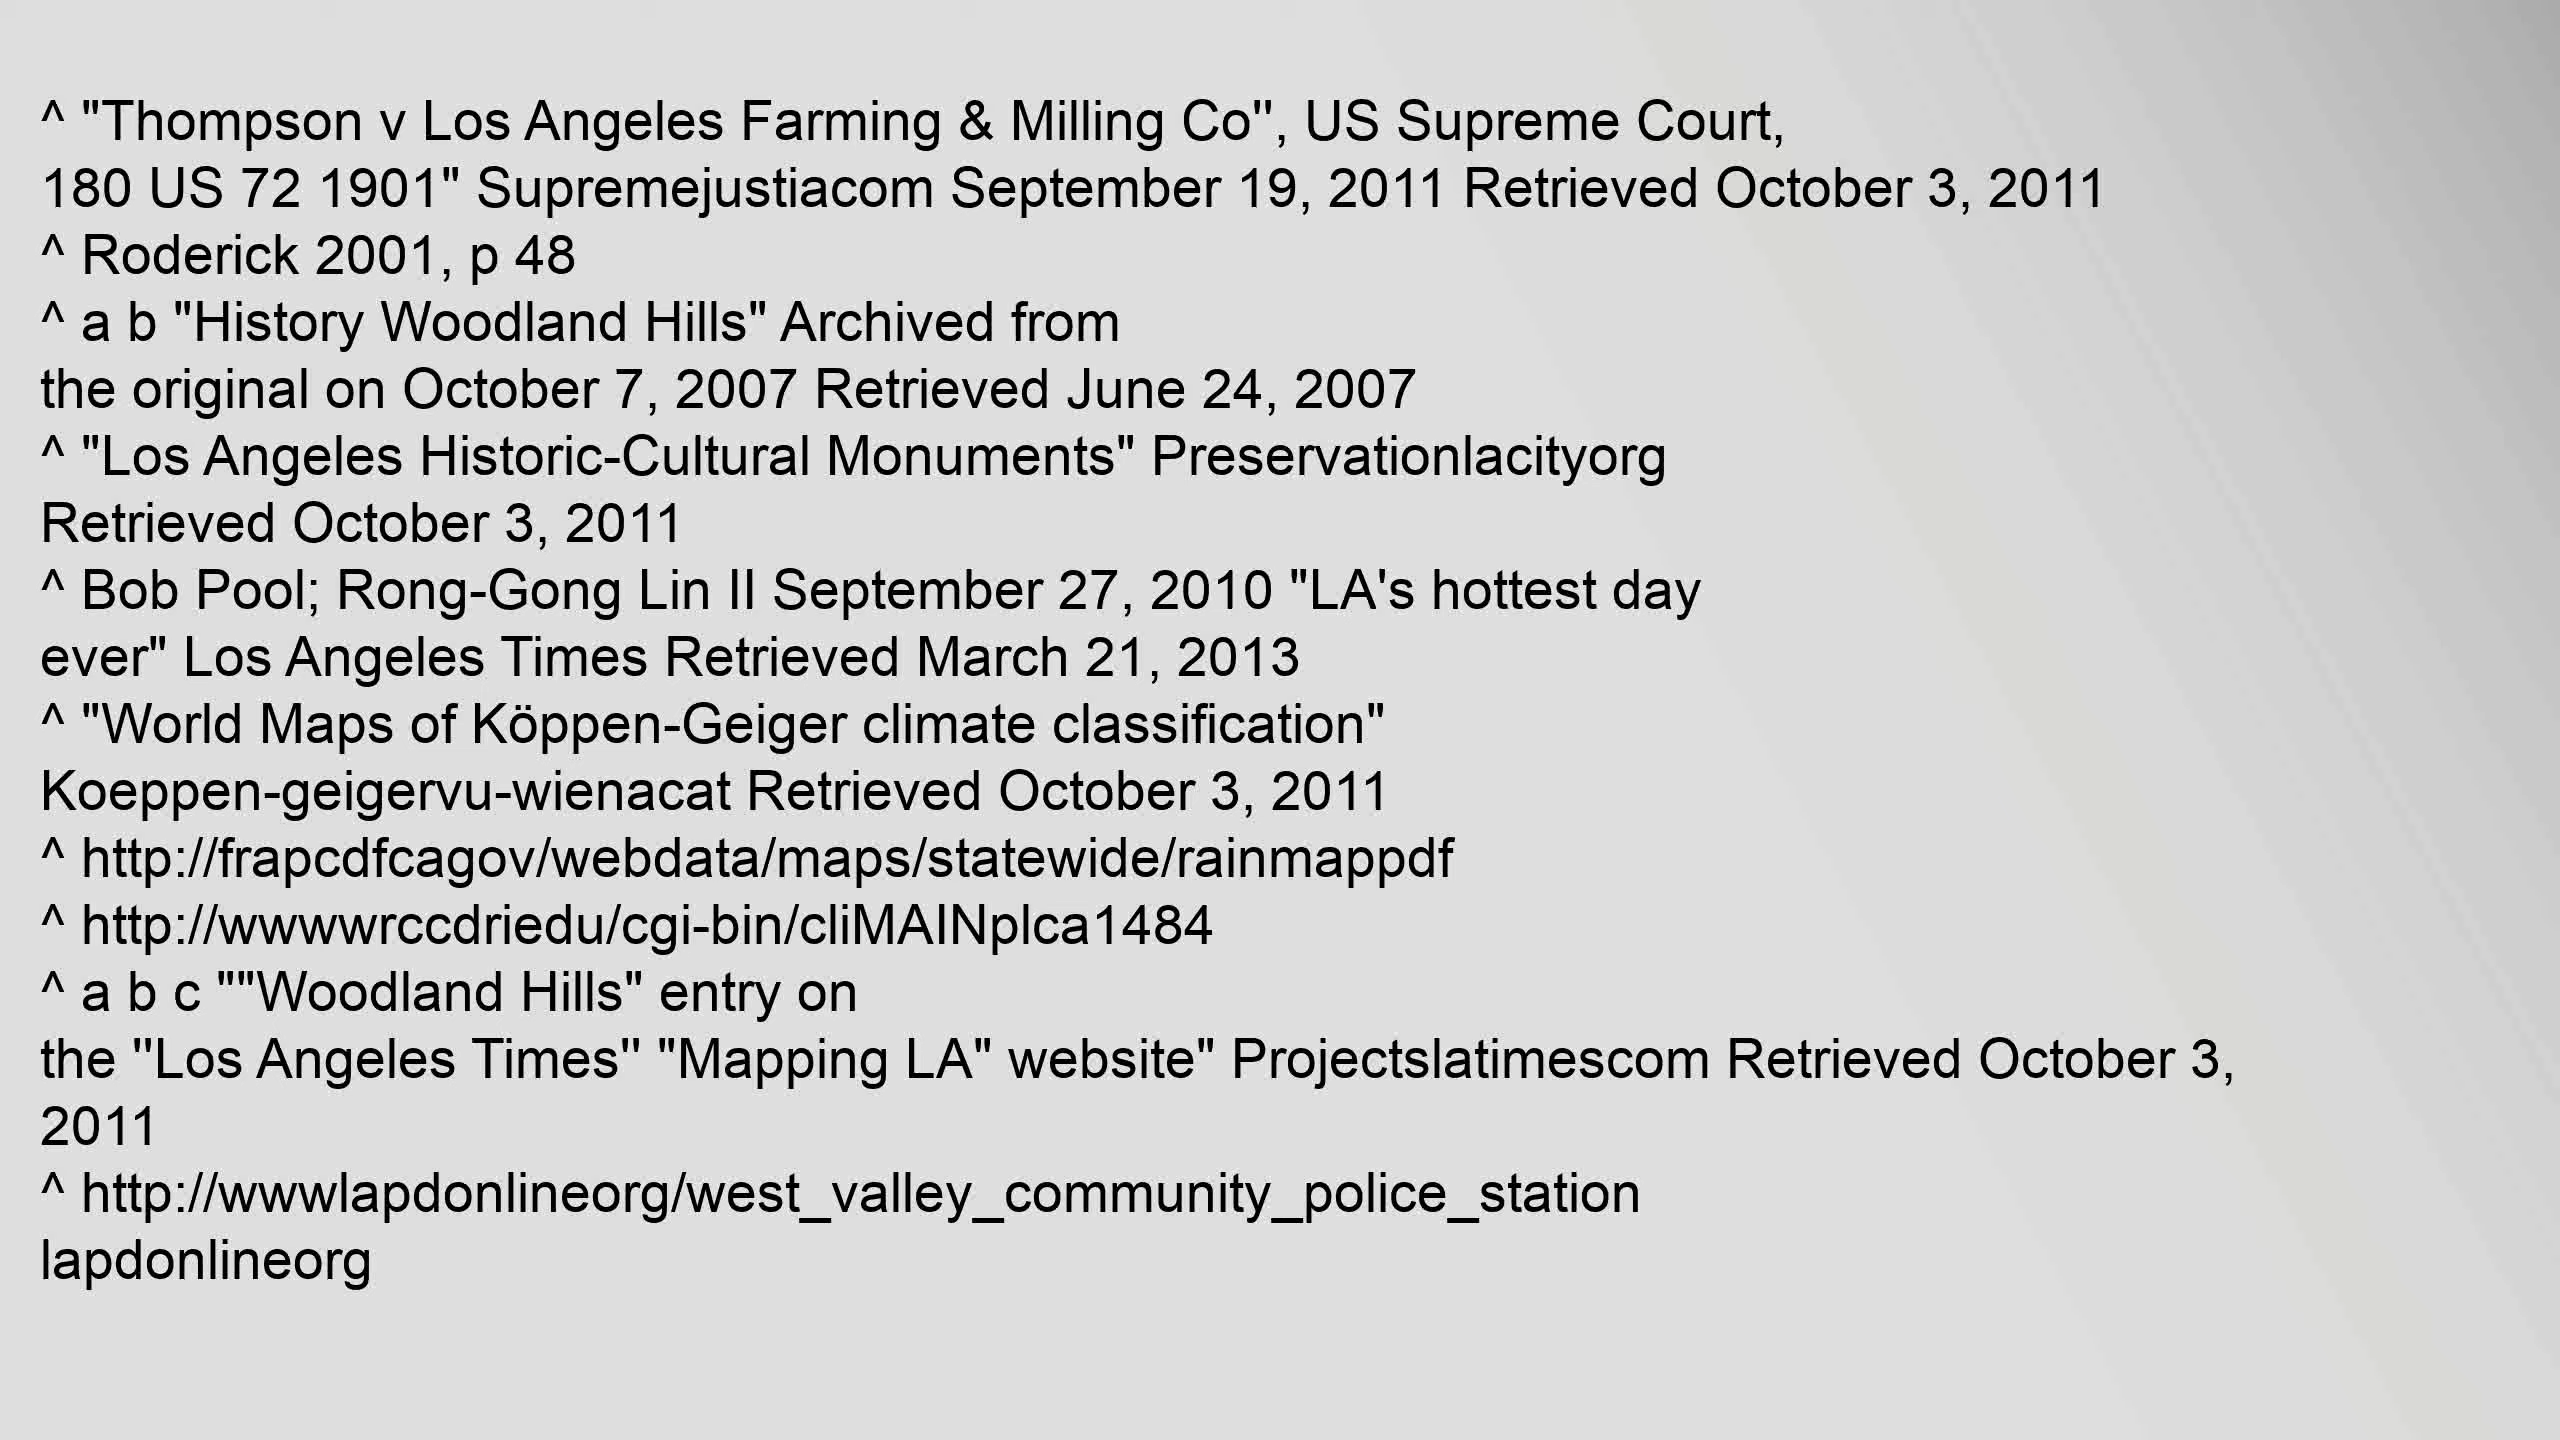 ^ "Thompson v Los Angeles Farming & Milling Co'', US Supreme Court,
180 US 72 1901" Supremejustiacom September 19, 2011 Retrieved October 3, 2011
^ Roderick 2001, p 48
^ a b "History Woodland Hills" Archived from
the original on October 7, 2007 Retrieved June 24, 2007
^ "Los Angeles Historic-Cultural Monuments" Preservationlacityorg
Retrieved October 3, 2011
^ Bob Pool; Rong-Gong Lin II September 27, 2010 "LA's hottest day
ever" Los Angeles Times Retrieved March 21, 2013
^ "World Maps of Köppen-Geiger climate classification"
Koeppen-geigervu-wienacat Retrieved October 3, 2011
^ http://frapcdfcagov/webdata/maps/statewide/rainmappdf
^ http://wwwwrccdriedu/cgi-bin/cliMAINplca1484
^ a b c ""Woodland Hills" entry on
the ''Los Angeles Times'' "Mapping LA" website" Projectslatimescom Retrieved October 3,
2011
^ http://wwwlapdonlineorg/west_valley_community_police_station
lapdonlineorg